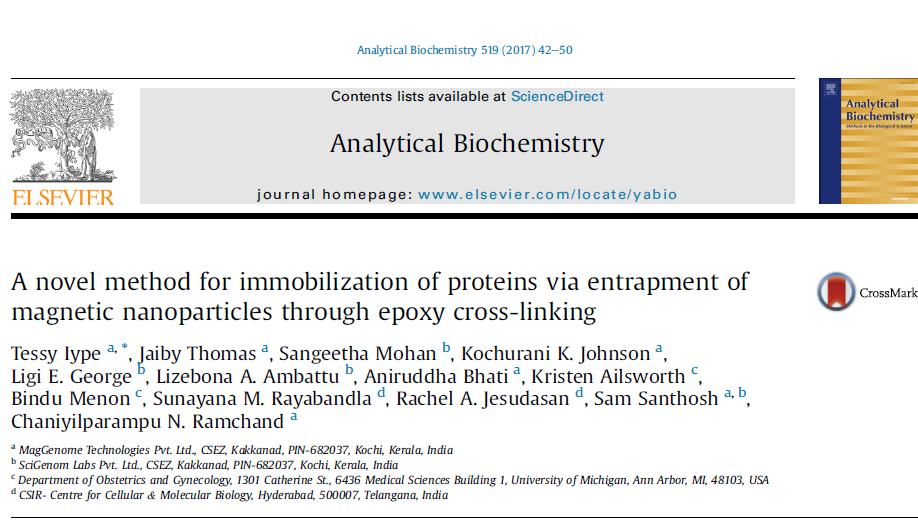 Analytical Biochemistry 519 (2017) 42–50
Contents lists available at ScienceDirect
Analytical Biochemistry
journal homepage: www.elsevier.com/locate/yabio
ELSEVIER
Analytical
Biochemistry
A novel method for immobilization of proteins via entrapment of
magnetic nanoparticles through epoxy cross-linking
CrossMark
Tessy Iype a, *, Jaiby Thomas a, Sangeetha Mohan b, Kochurani K. Johnson a,
Ligi E. George b, Lizebona A. Ambattu b, Aniruddha Bhati a, Kristen Ailsworth c,
Bindu Menon c, Sunayana M. Rayabandla d, Rachel A. Jesudasan d, Sam Santhosh a, b,
Chaniyilparampu N. Ramchand a
a MagGenome Technologies Pvt. Ltd., CSEZ, Kakkanad, PIN-682037, Kochi, Kerala, India
b SciGenom Labs Pvt. Ltd., CSEZ, Kakkanad, PIN-682037, Kochi, Kerala, India
c Department of Obstetrics and Gynecology, 1301 Catherine St., 6436 Medical Sciences Building 1, University of Michigan, Ann Arbor, MI, 48103, USA
d CSIR- Centre for Cellular & Molecular Biology, Hyderabad, 500007, Telangana, India